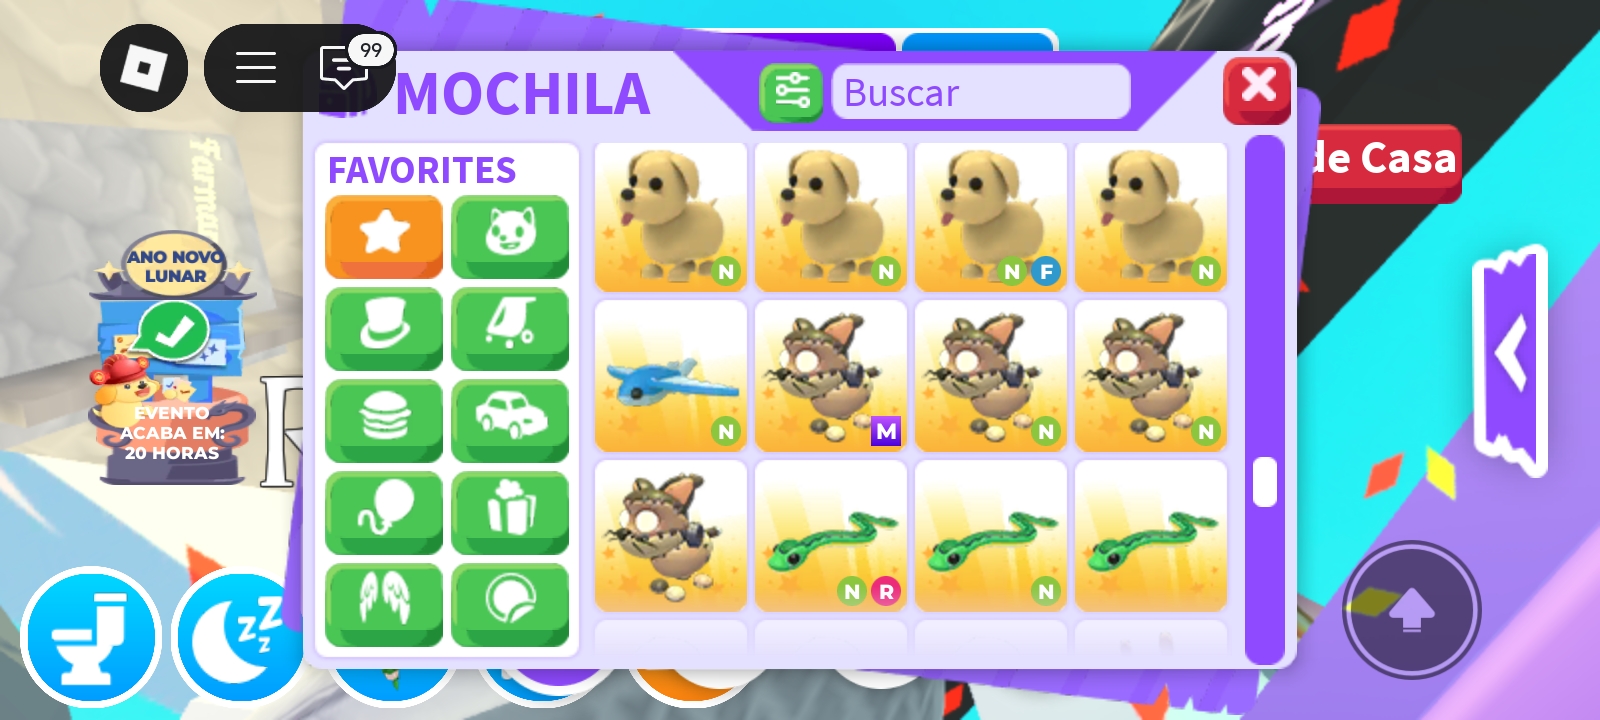 99
MOCHILA
Buscar
de Casa
FAVORITES
N
N
N F
N
N
M
N
N
N R
N
ANO NOVO
LUNAR
EVENTO
ACABA EM:
20 HORAS